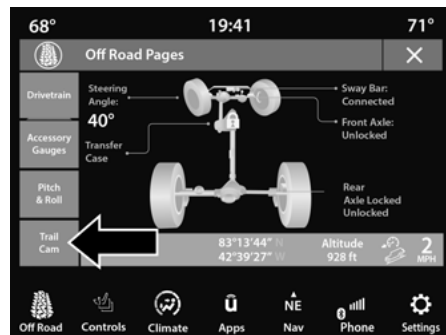 68°
19:41
71°
Off Road Pages
Drivetrain
Steering
Angle:
40°
Sway Bar:
Connected
Front Axle:
Unlocked
Accessory
Gauges
Transfer
Case
Pitch
& Roll
Rear
Axle Locked
Unlocked
Trail
Cam
83°13'44" N
42°39'27" W
Altitude
928 ft
2
MPH
Off Road
Controls
Climate
ū
Apps
NE
Nav
Phone
Settings